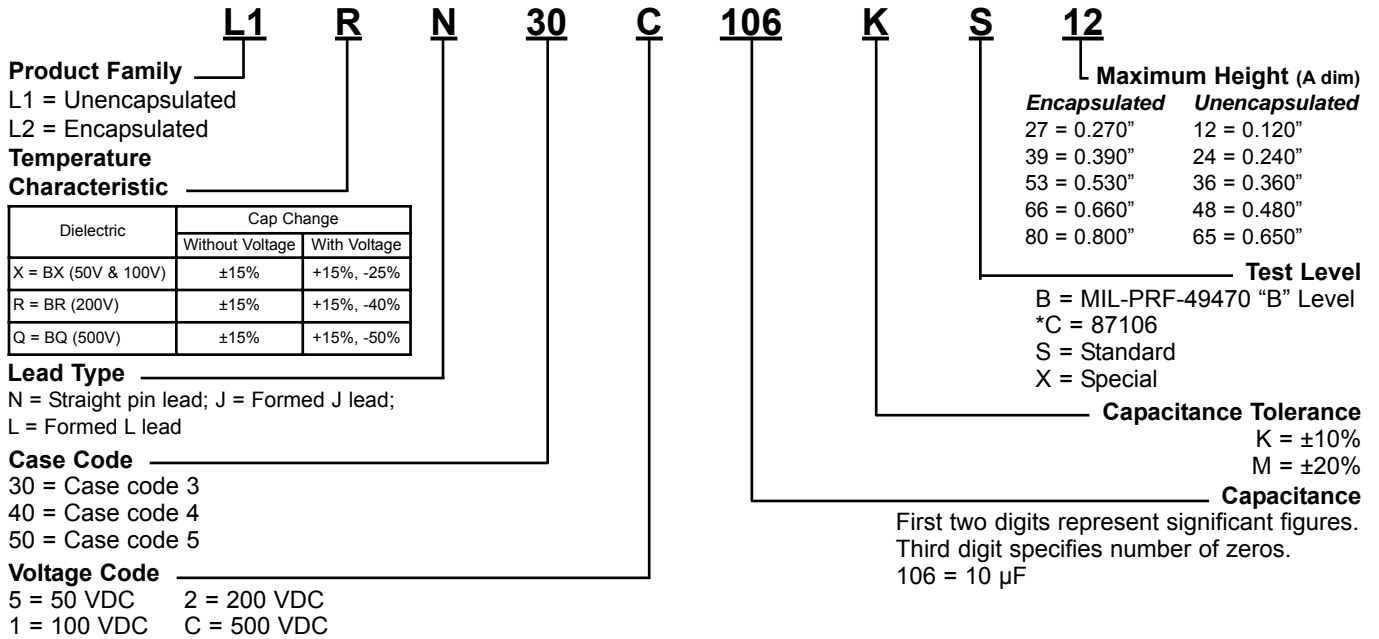 L1 R N 30 C 106 K S 12
Product Family
L1 = Unencapsulated
L2 = Encapsulated
Temperature
Characteristic
Dielectric Cap Change
Without Voltage With Voltage
X = BX (50V & 100V) ±15% +15%, -25%
R = BR (200V) ±15% +15%, -40%
Q = BQ (500V) ±15% +15%, -50%
Lead Type
N = Straight pin lead; J = Formed J lead;
L = Formed L lead
Case Code
30 = Case code 3
40 = Case code 4
50 = Case code 5
Voltage Code
5 = 50 VDC 2 = 200 VDC
1 = 100 VDC C = 500 VDC
Maximum Height (A dim)
Encapsulated Unencapsulated
27 = 0.270” 12 = 0.120”
39 = 0.390” 24 = 0.240”
53 = 0.530” 36 = 0.360”
66 = 0.660” 48 = 0.480”
80 = 0.800” 65 = 0.650”
Test Level
B = MIL-PRF-49470 “B” Level
*C = 87106
S = Standard
X = Special
Capacitance Tolerance
K = ±10%
M = ±20%
Capacitance
First two digits represent significant figures.
Third digit specifies number of zeros.
106 = 10 µF